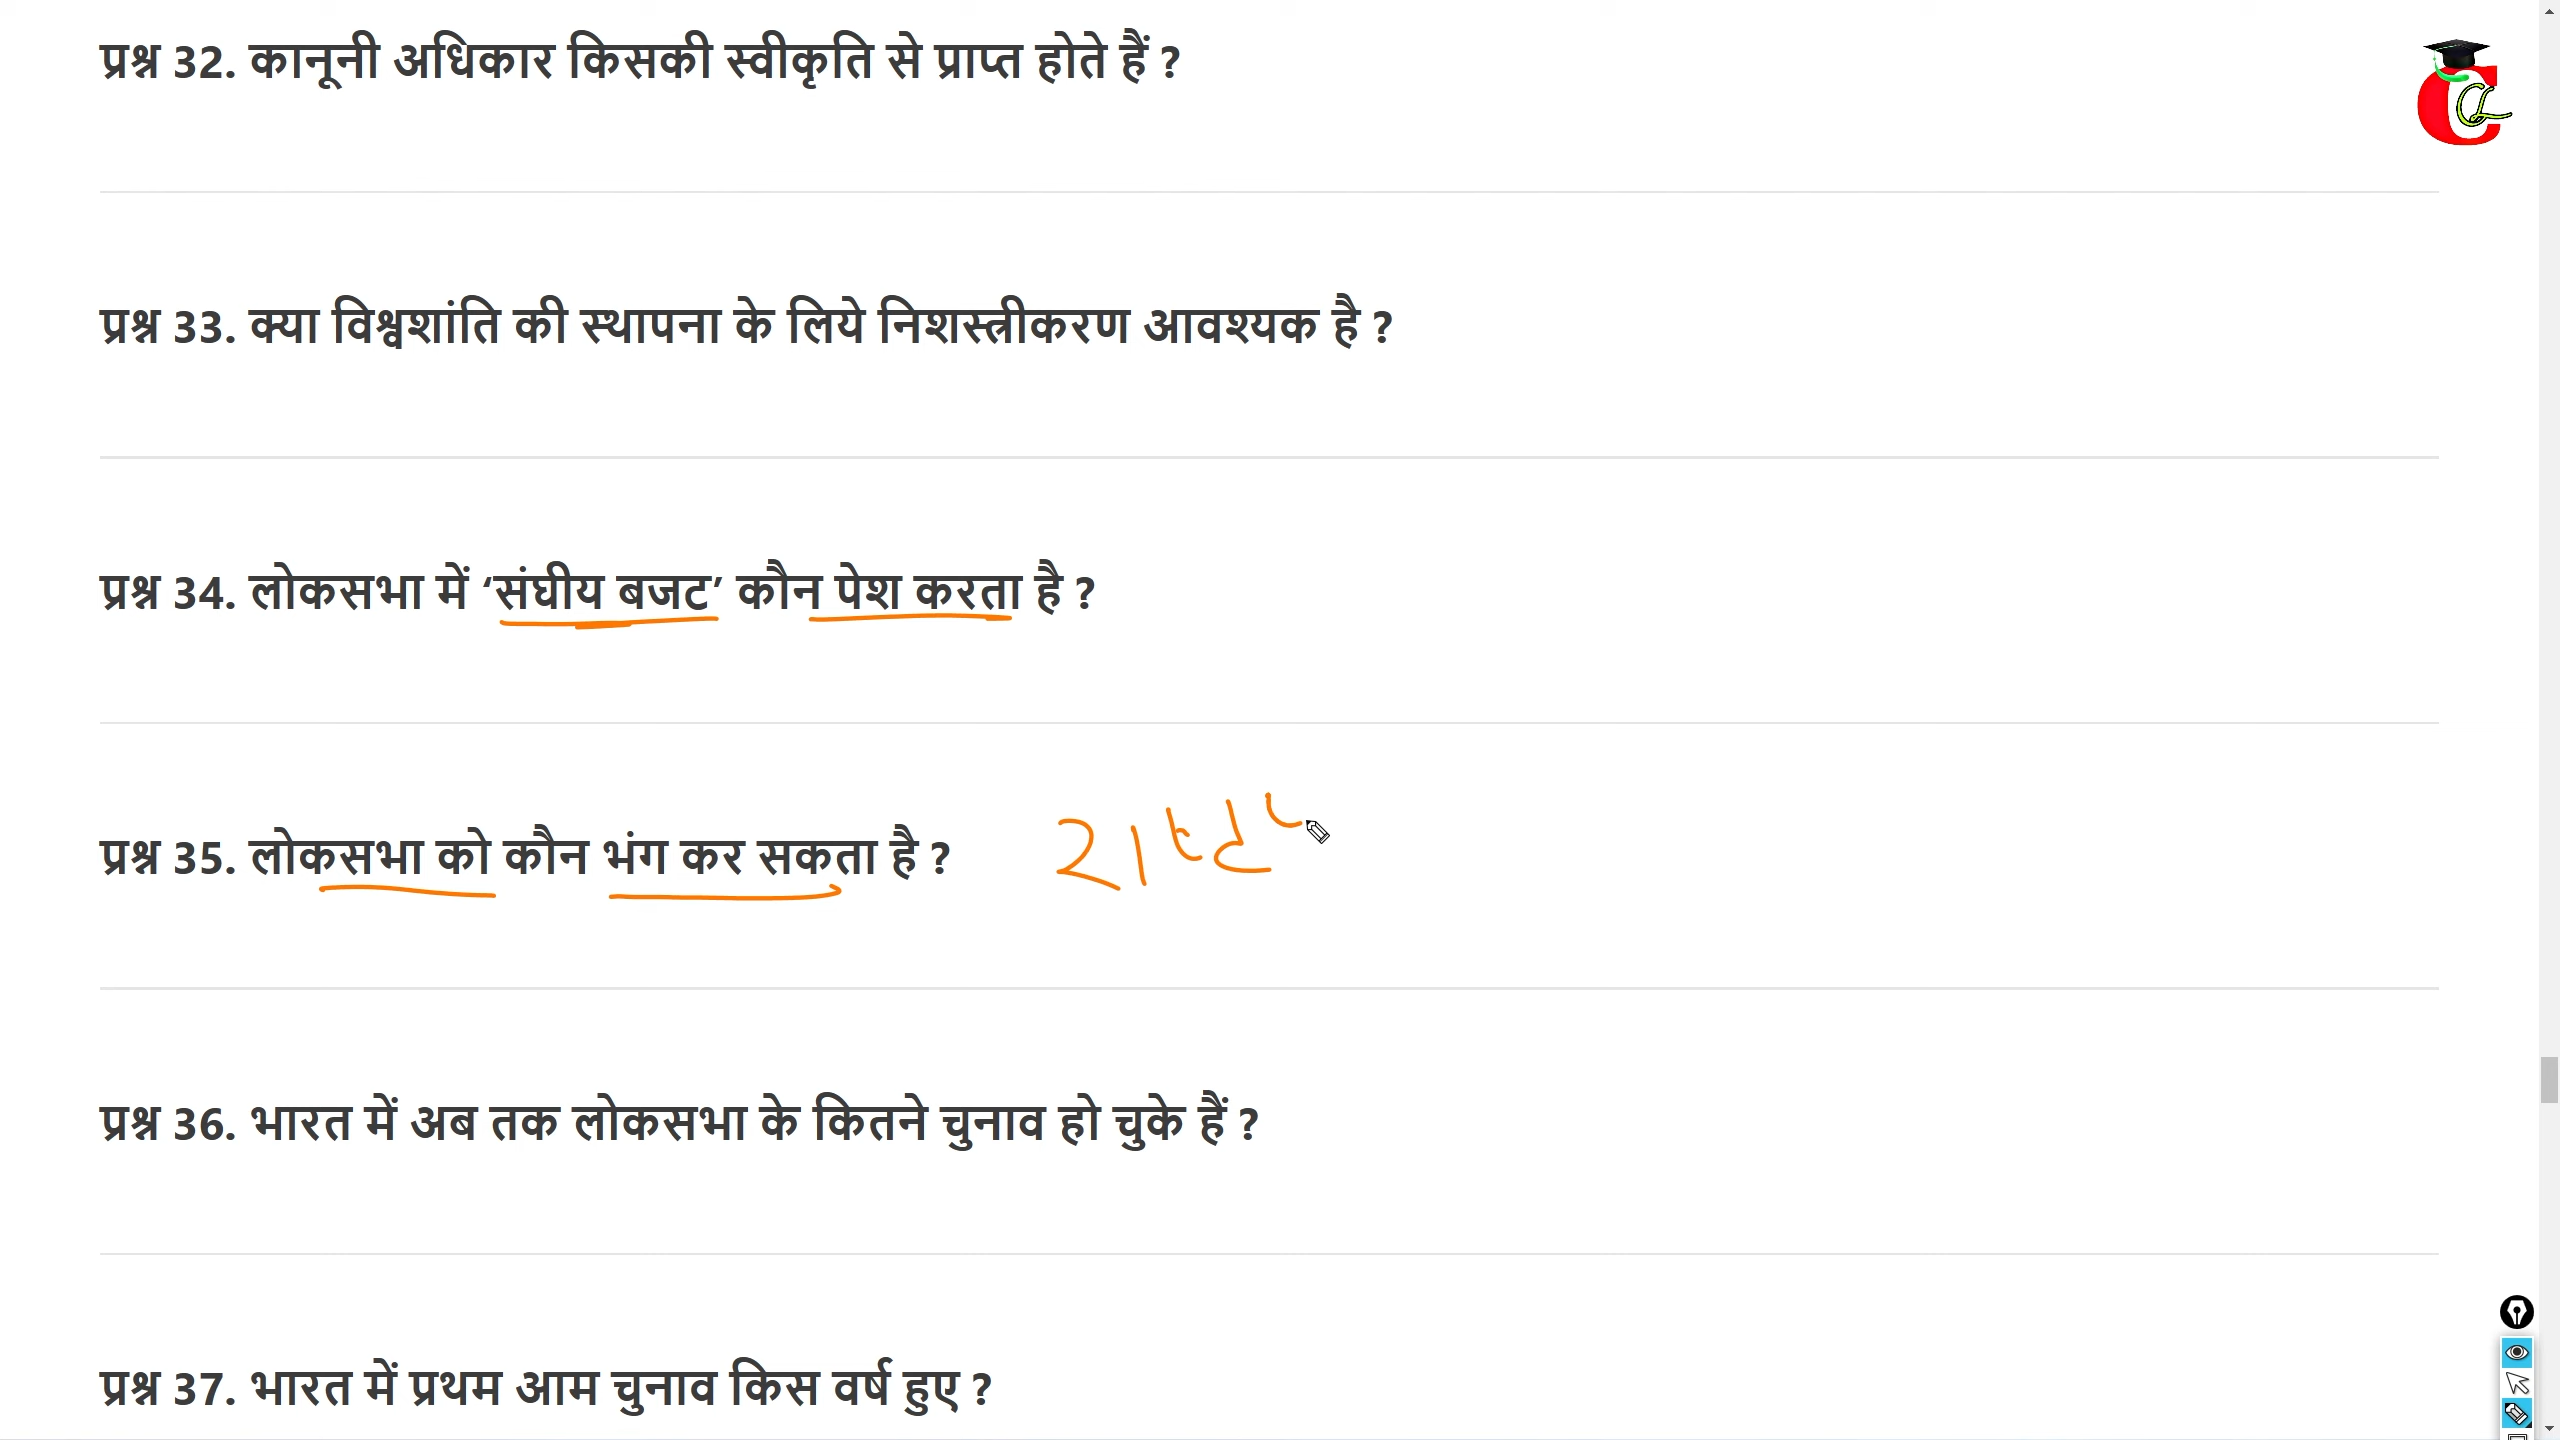 प्रश्न 32. कानूनी अधिकार किसकी स्वीकृति से प्राप्त होते हैं ?
प्रश्न 33. क्या विश्वशांति की स्थापना के लिये निशस्त्रीकरण आवश्यक है ?
प्रश्न 34. लोकसभा में ‘संघीय बजट’ कौन पेश करता है ?
प्रश्न 35. लोकसभा को कौन भंग कर सकता है ?
प्रश्न 36. भारत में अब तक लोकसभा के कितने चुनाव हो चुके हैं ?
प्रश्न 37. भारत में प्रथम आम चुनाव किस वर्ष हुए ?